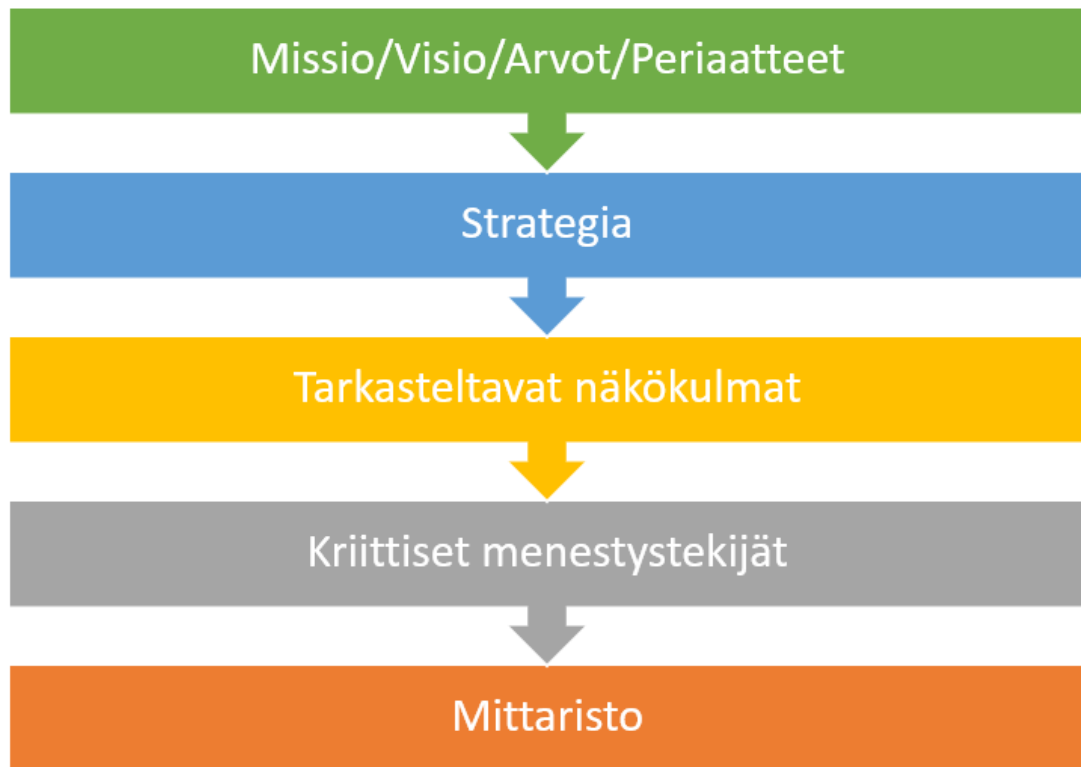 Missio/Visio/Arvot/Periaatteet
Strategia
Tarkasteltavat näkökulmat
Kriittiset menestystekijät
Mittaristo